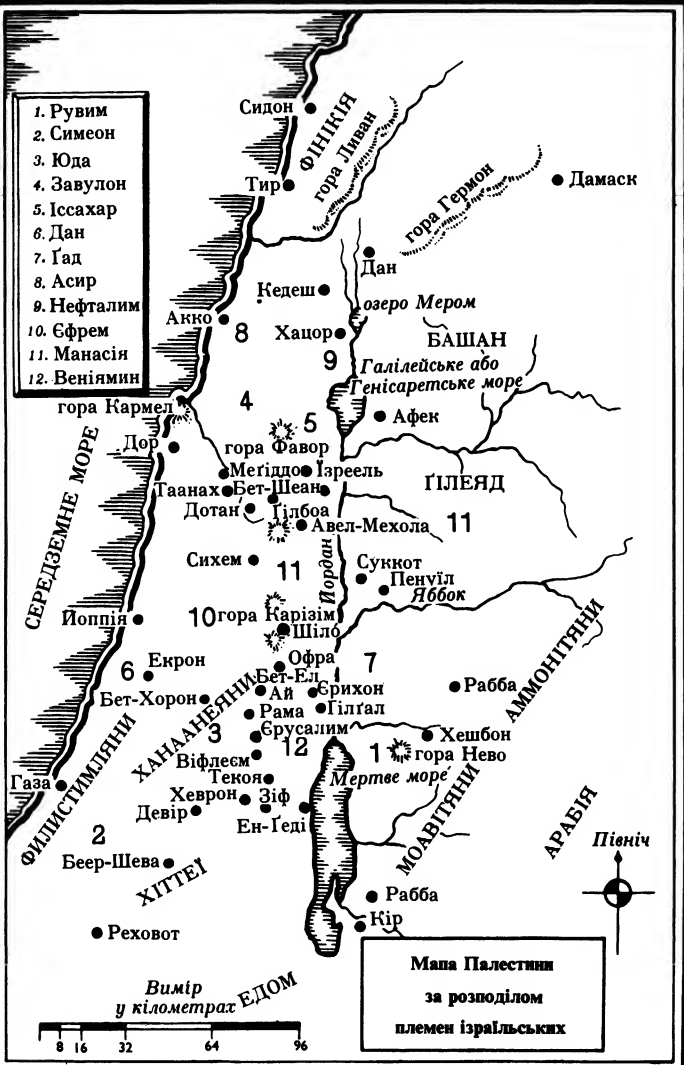 1. Рувим
2. Симеон
3. Юда
4. Завулон
5. Іссахар
6. Дан
7. Ґад
8. Асир
9. Нефталим
10. Єфрем
11. Манасія
12. Веніямин
Сидон
ФІНІКІЯ
гора Ливан
Тир
гора Гермон
Дамаск
Дан
Кедеш
озеро Мером
Акко
8
Хацор
9
БАШАН
Галілейське або
Генісаретське море
гора Кармел
4
5
Афек
гора Фавор
Дор
Меґіддо
Ізреель
Таанах
Бет-Шеан
ҐІЛЕЯД
Дотан
Ґілбоа
Авел-Мехола
11
СЕРЕДЗЕМНЕ МОРЕ
Йордан
Сихем
11
Суккот
Пенуїл
Яббок
Йоппія
10
гора Карізім
Шіло
Офра
7
6
Екрон
Бет-Ел
Ай
Єрихон
Рабба
АММОНІТЯНИ
Бет-Хорон
Рама
Гілґал
ХАНААНЕЯНИ
3
Єрусалим
12
1
Хешбон
гора Нево
Віфлеєм
Мертве море
Текоя
Газа
ФИЛИСТИМЛЯНИ
Хеврон
Зіф
Девір
Ен-Ґеді
МОАВІТЯНИ
АРАБІЯ
2
Беер-Шева
ХІТТЕЇ
Північ
Рабба
Кір
Реховот
ЕДОМ
Вимір
у кілометрах
8 16 32 64 96
Мапа Палестини
за розподілом
племен ізраїльських